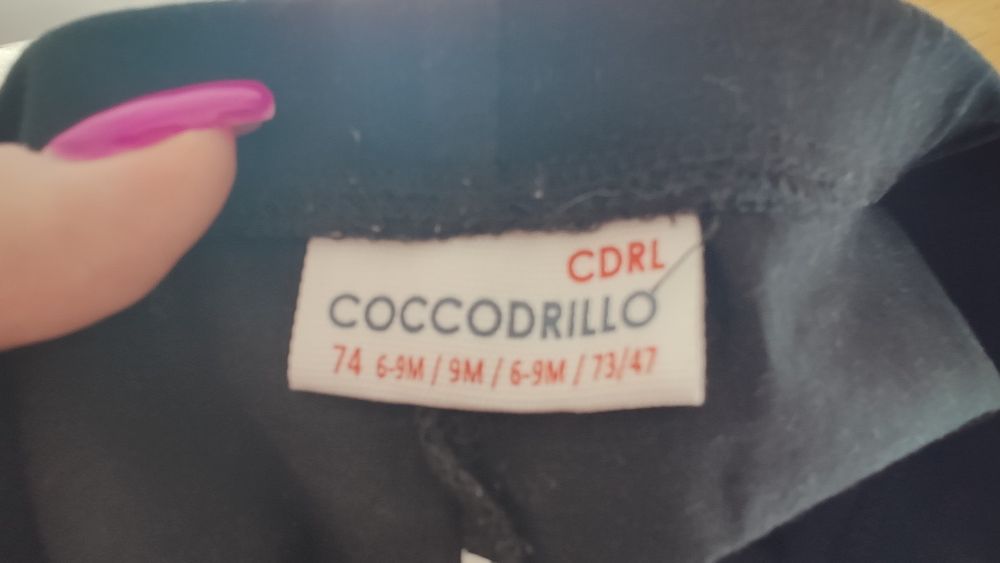 CDRL
COCCODRILLO
74 6-9M / 9M / 6-9M / 73/47